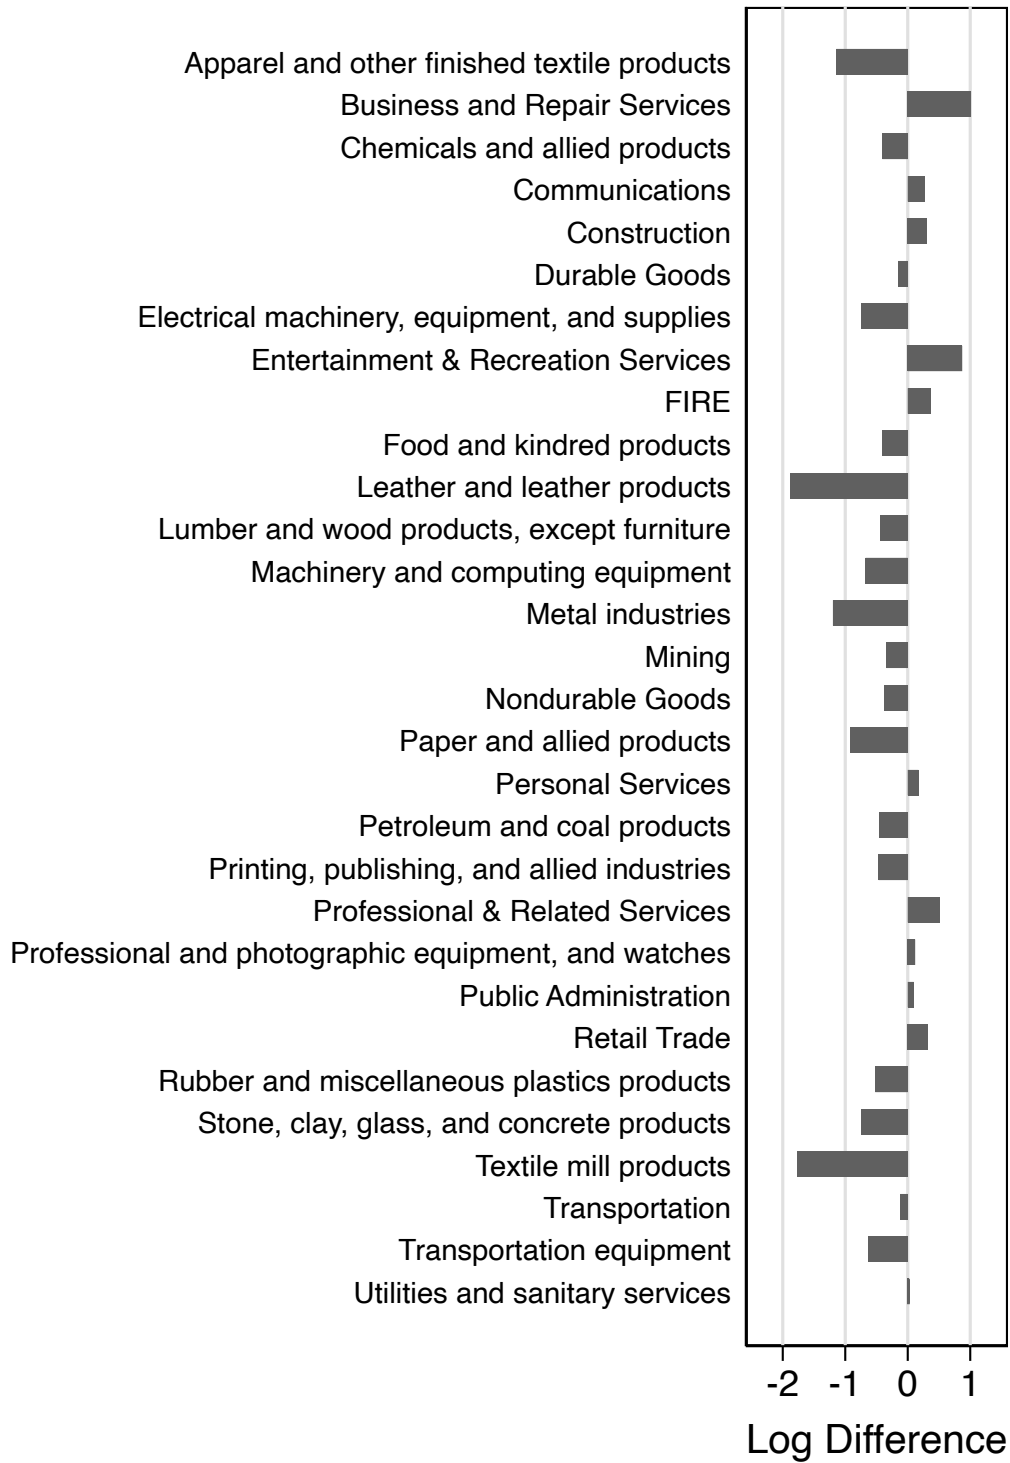 Apparel and other finished textile products
Business and Repair Services
Chemicals and allied products
Communications
Construction
Durable Goods
Electrical machinery, equipment, and supplies
Entertainment & Recreation Services
FIRE
Food and kindred products
Leather and leather products
Lumber and wood products, except furniture
Machinery and computing equipment
Metal industries
Mining
Nondurable Goods
Paper and allied products
Personal Services
Petroleum and coal products
Printing, publishing, and allied industries
Professional & Related Services
Professional and photographic equipment, and watches
Public Administration
Retail Trade
Rubber and miscellaneous plastics products
Stone, clay, glass, and concrete products
Textile mill products
Transportation
Transportation equipment
Utilities and sanitary services
-2 -1 0 1
Log Difference